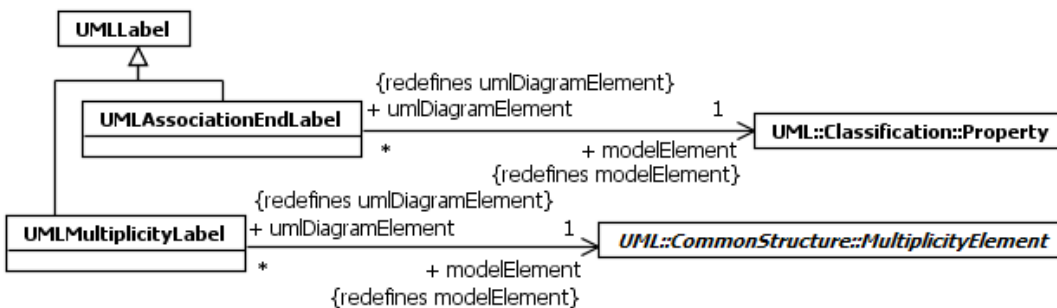 UMLLabel
{redefines umlDiagramElement}
UMLAssociationEndLabel
+ umlDiagramElement
1
UML::Classification::Property
*
+ modelElement
{redefines modelElement}
{redefines umlDiagramElement}
UMLMultiplicityLabel
+ umlDiagramElement
1
UML::CommonStructure::MultiplicityElement
*
+ modelElement
{redefines modelElement}